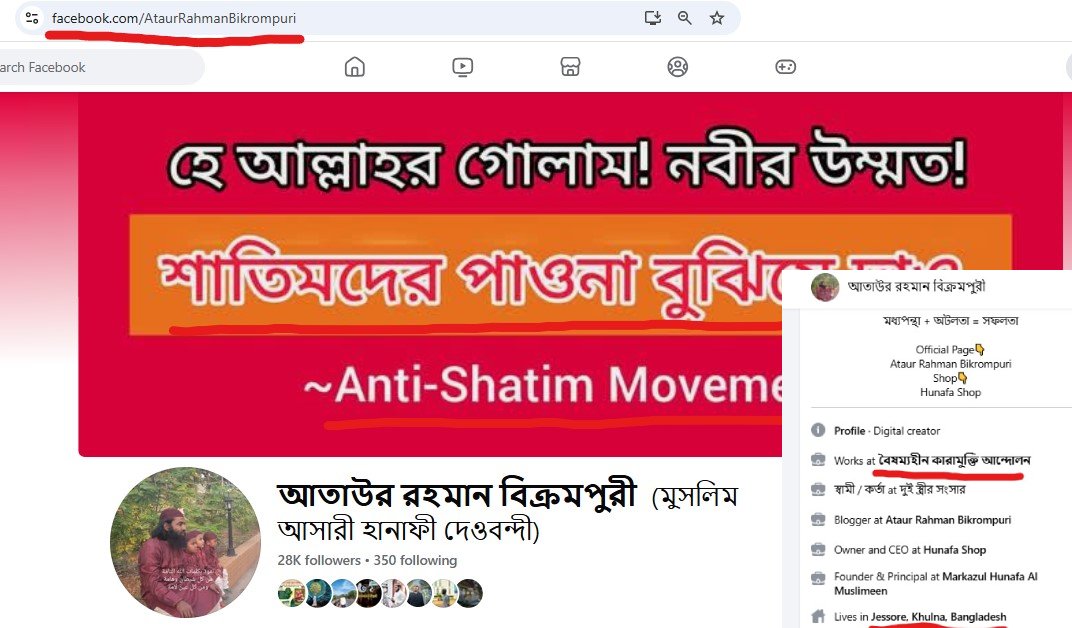 facebook.com/AtaurRahmanBikrompuri
arch Facebook
হে আল্লাহর গোলাম! নবীর উম্মত!
শাতিমদের পাওনা
~Anti-Shatim Moveme
আতাউর রহমান বিক্রমপুরী (মুসলিম
আসারী হানাফী দেওবন্দী)
28K followers • 350 following
আতাউর রহমান বিক্রমপুরী
মধ্যপন্থা + অটলতা = সফলতা
Official Page👇
Ataur Rahman Bikrompuri
Shop👇
Hunafa Shop
Profile · Digital creator
Works at বৈষম্যহীন কারামুক্তি আন্দোলন
স্বামী / কর্তা at দুই স্ত্রীর সংসার
Blogger at Ataur Rahman Bikrompuri
Owner and CEO at Hunafa Shop
Founder & Principal at Markazul Hunafa Al
Muslimeen
Lives in Jessore, Khulna, Bangladesh